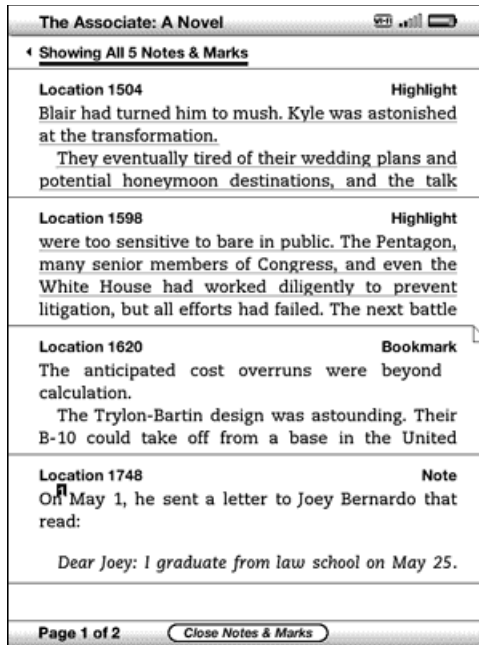 The Associate: A Novel
Showing All 5 Notes & Marks
Location 1504 Highlight
Blair had turned him to mush. Kyle was astonished
at the transformation.
They eventually tired of their wedding plans and
potential honeymoon destinations, and the talk
Location 1598 Highlight
were too sensitive to bare in public. The Pentagon,
many senior members of Congress, and even the
White House had worked diligently to prevent
litigation, but all efforts had failed. The next battle
Location 1620 Bookmark
The anticipated cost overruns were beyond
calculation.
The Trylon-Bartin design was astounding. Their
B-10 could take off from a base in the United
Location 1748 Note
On May 1, he sent a letter to Joey Bernardo that
read:
Dear Joey: I graduate from law school on May 25.
Page 1 of 2 Close Notes & Marks